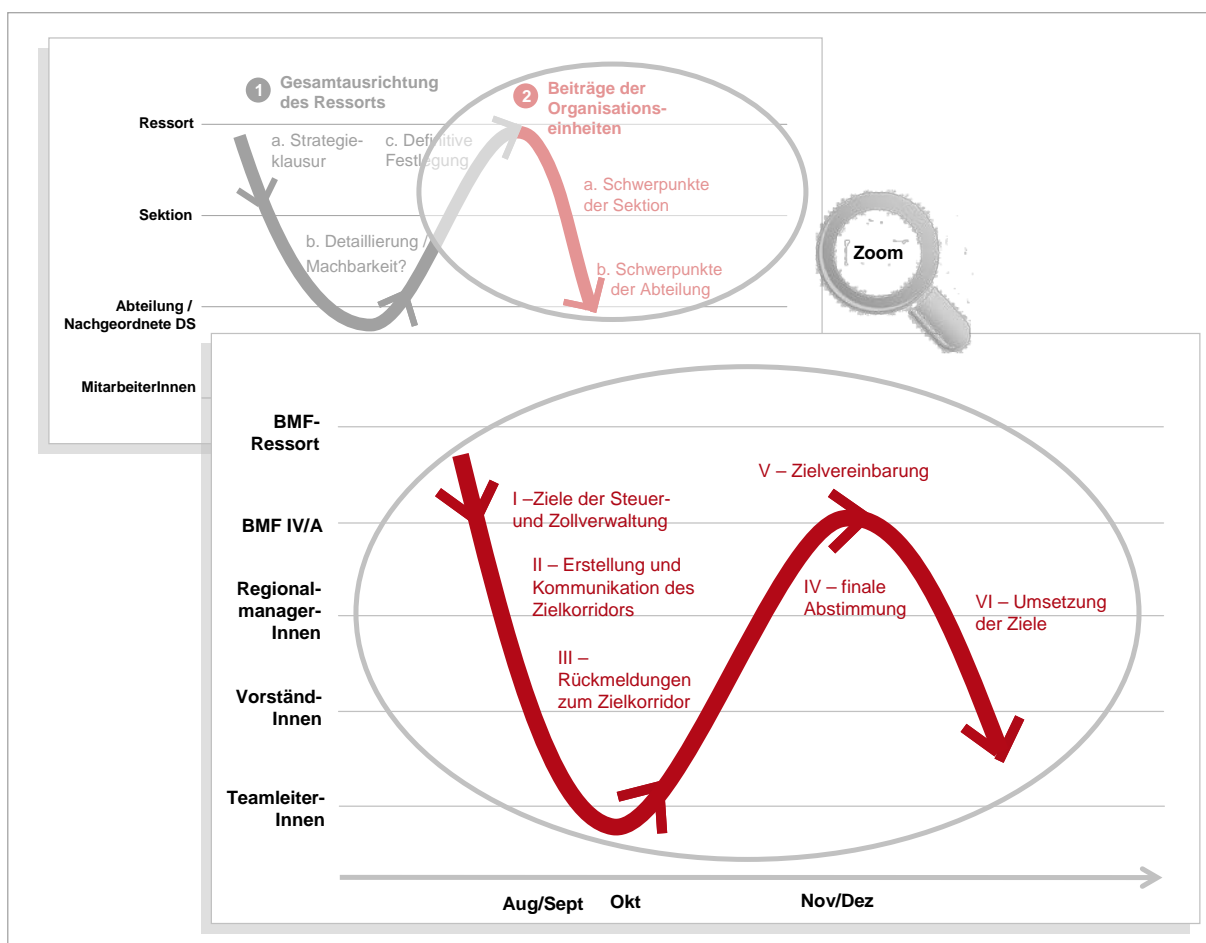 1 Gesamtausrichtung
des Ressorts
2 Beiträge der
Organisations-
einheiten
Ressort
a. Strategie-
klausur
c. Definitive
Festlegung
a. Schwerpunkte
der Sektion
Sektion
b. Detaillierung /
Machbarkeit?
b. Schwerpunkte
der Abteilung
Abteilung /
Nachgeordnete DS
MitarbeiterInnen
Zoom
BMF-
Ressort
V – Zielvereinbarung
I –Ziele der Steuer-
und Zollverwaltung
BMF IV/A
II – Erstellung und
Kommunikation des
Zielkorridors
IV – finale
Abstimmung
VI – Umsetzung
der Ziele
Regional-
manager-
Innen
III –
Rückmeldungen
zum Zielkorridor
Vorständ-
Innen
Teamleiter-
Innen
Aug/Sept Okt Nov/Dez